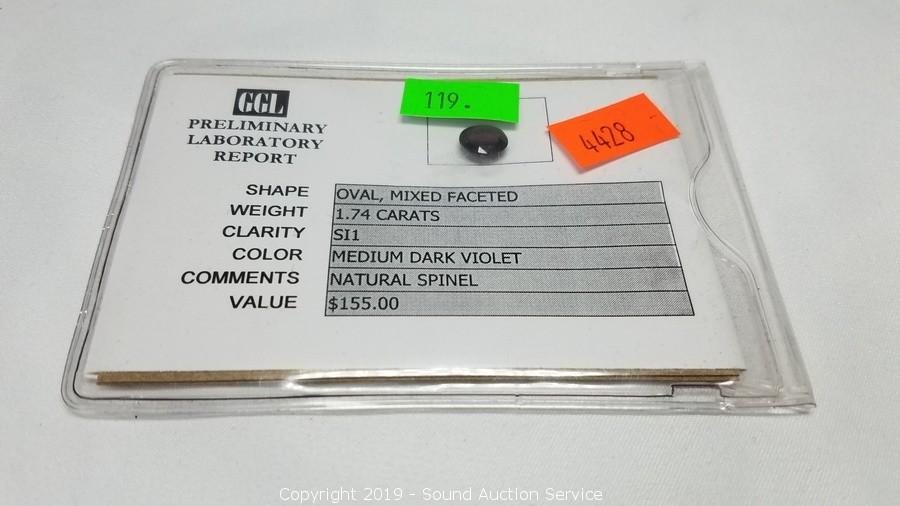 GGL
PRELIMINARY
LABORATORY
REPORT
119.
4428
SHAPE OVAL, MIXED FACETED
WEIGHT 1.74 CARATS
CLARITY SI1
COLOR MEDIUM DARK VIOLET
COMMENTS NATURAL SPINEL
VALUE $155.00
Copyright 2019 - Sound Auction Service